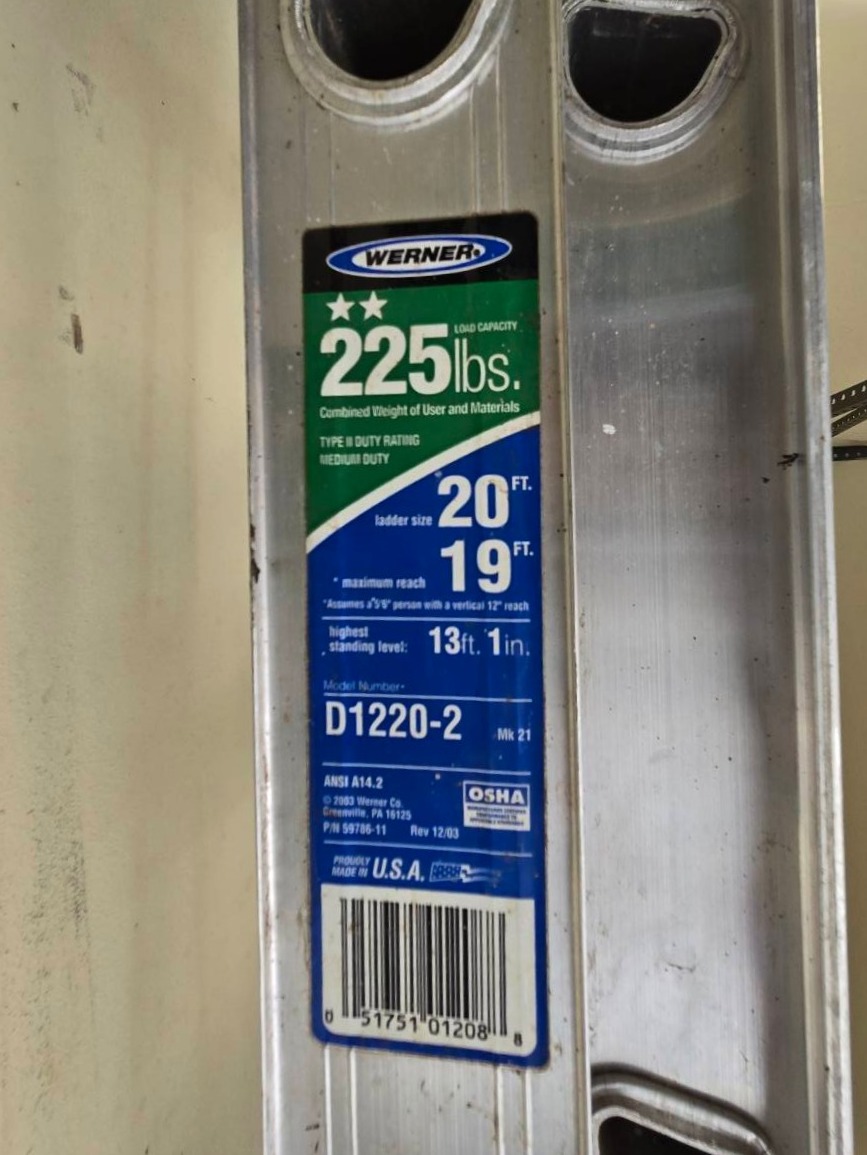 WERNER
LOAD CAPACITY
225 lbs.
Combined Weight of User and Materials
TYPE II DUTY RATING
MEDIUM DUTY
ladder size 20 FT.
* maximum reach 19 FT.
*Assumes a 5'6" person with a vertical 12" reach
highest
standing level: 13ft. 1in.
Model Number
D1220-2 Mk 21
ANSI A14.2
© 2003 Werner Co.
Greenville, PA 16125
P/N 59786-11 Rev 12/03
OSHA
PROUDLY
MADE IN U.S.A.
0 51751 01208 8